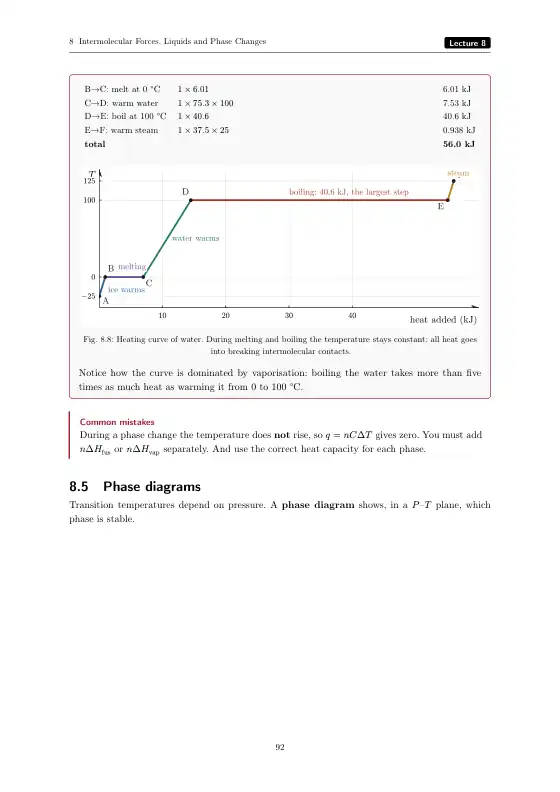 8 Intermolecular Forces. Liquids and Phase Changes
Lecture 8
B→C: melt at 0 °C 1 × 6.01 6.01 kJ
C→D: warm water 1 × 75.3 × 100 7.53 kJ
D→E: boil at 100 °C 1 × 40.6 40.6 kJ
E→F: warm steam 1 × 37.5 × 25 0.938 kJ
total 56.0 kJ
T
steam
125
D
boiling: 40.6 kJ, the largest step
100
E
water warms
B melting
0
C
ice warms
−25
A
10 20 30 40
heat added (kJ)
Fig. 8.8: Heating curve of water. During melting and boiling the temperature stays constant: all heat goes
into breaking intermolecular contacts.
Notice how the curve is dominated by vaporisation: boiling the water takes more than five
times as much heat as warming it from 0 to 100 °C.
Common mistakes
During a phase change the temperature does not rise, so q = nCΔT gives zero. You must add
nΔH_fus or nΔH_vap separately. And use the correct heat capacity for each phase.
8.5 Phase diagrams
Transition temperatures depend on pressure. A phase diagram shows, in a P–T plane, which
phase is stable.
92